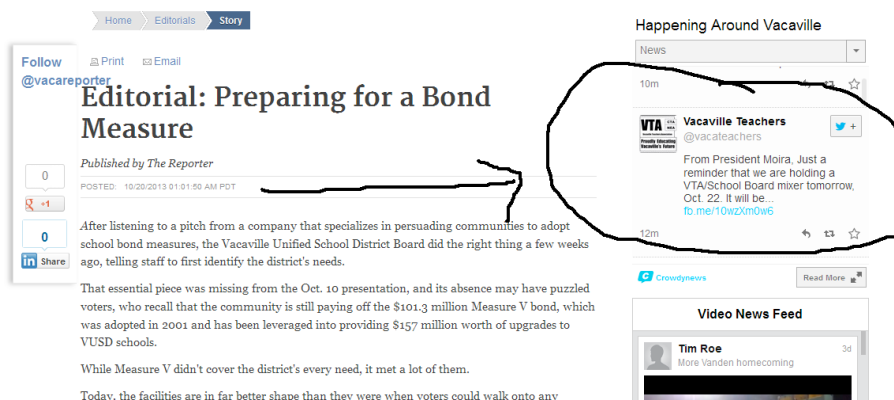 Home Editorials Story
Follow
@vacareporter
Print Email
Editorial: Preparing for a Bond
Measure
Published by The Reporter
POSTED: 10/20/2013 01:01:50 AM PDT
0
+1
0
in Share
After listening to a pitch from a company that specializes in persuading communities to adopt
school bond measures, the Vacaville Unified School District Board did the right thing a few weeks
ago, telling staff to first identify the district's needs.
That essential piece was missing from the Oct. 10 presentation, and its absence may have puzzled
voters, who recall that the community is still paying off the $101.3 million Measure V bond, which
was adopted in 2001 and has been leveraged into providing $157 million worth of upgrades to
VUSD schools.
While Measure V didn't cover the district's every need, it met a lot of them.
Today, the facilities are in far better shape than they were when voters could walk onto any
Happening Around Vacaville
News
10m
VTA
Proudly Educating
Vacaville's Future
Vacaville Teachers
@vacateachers
+
From President Moira, Just a
reminder that we are holding a
VTA/School Board mixer tomorrow,
Oct. 22. It will be...
fb.me/10wzXm0w6
12m
Crowdynews
Read More
Video News Feed
Tim Roe 3d
More Vanden homecoming